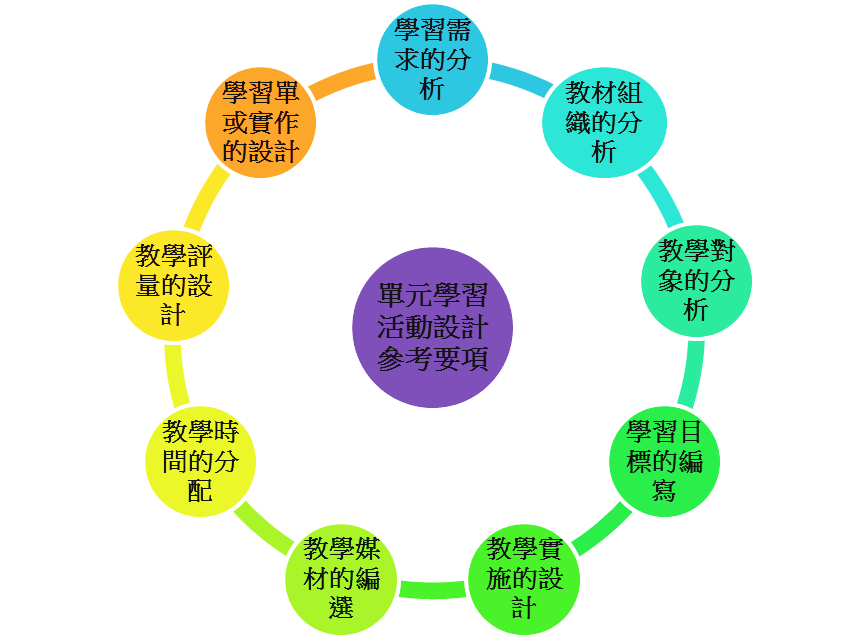 學習需
求的分
析
教材組
織的分
析
教學對
象的分
析
學習目
標的編
寫
教學實
施的設
計
教學媒
材的編
選
教學時
間的分
配
教學評
量的設
計
學習單
或實作
的設計
單元學習
活動設計
參考要項